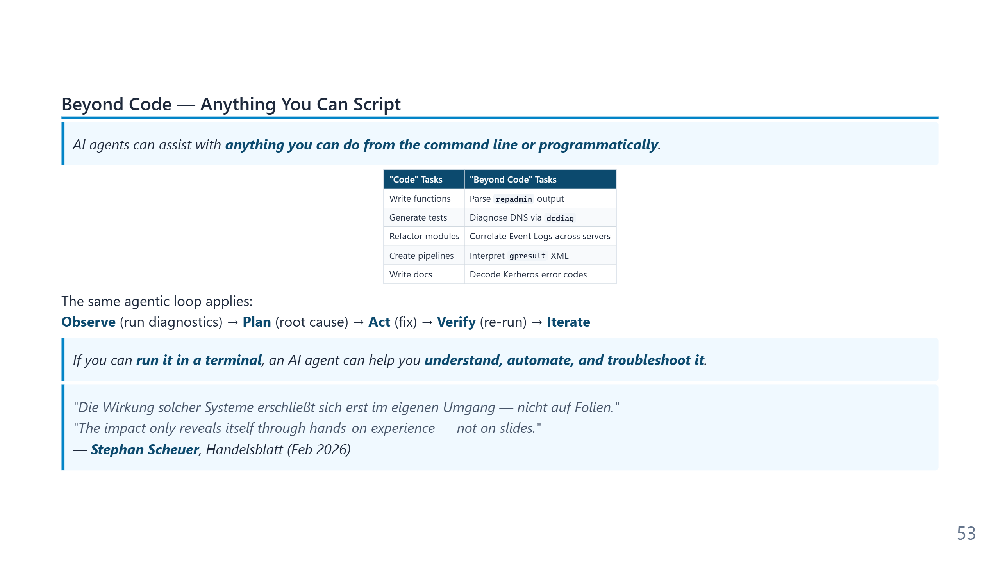 Beyond Code — Anything You Can Script
AI agents can assist with anything you can do from the command line or programmatically.
"Code" Tasks "Beyond Code" Tasks
Write functions Parse repadmin output
Generate tests Diagnose DNS via dcdiag
Refactor modules Correlate Event Logs across servers
Create pipelines Interpret gpresult XML
Write docs Decode Kerberos error codes
The same agentic loop applies:
Observe (run diagnostics) → Plan (root cause) → Act (fix) → Verify (re-run) → Iterate
If you can run it in a terminal, an AI agent can help you understand, automate, and troubleshoot it.
"Die Wirkung solcher Systeme erschließt sich erst im eigenen Umgang — nicht auf Folien."
"The impact only reveals itself through hands-on experience — not on slides."
— Stephan Scheuer, Handelsblatt (Feb 2026)
53